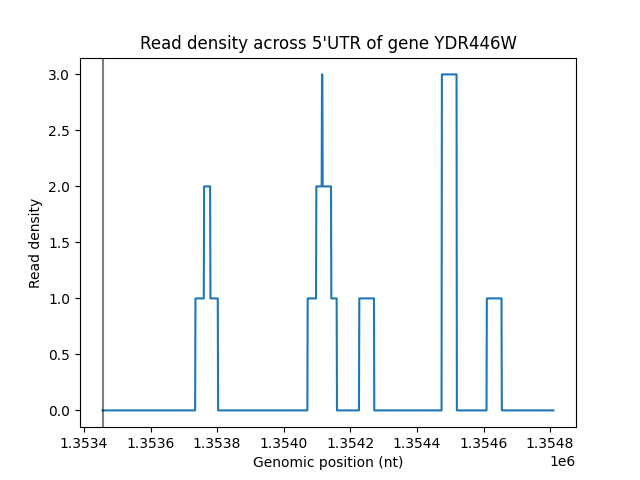 Read density across 5'UTR of gene YDR446W
3.0
2.5
2.0
1.5
1.0
0.5
0.0
Read density
1.3534 1.3536 1.3538 1.3540 1.3542 1.3544 1.3546 1.3548
1e6
Genomic position (nt)